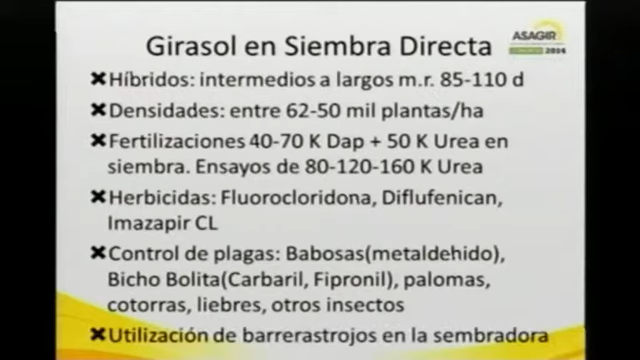 ASAGIR
2014
Girasol en Siembra Directa
Híbridos: intermedios a largos m.r. 85-110 d
Densidades: entre 62-50 mil plantas/ha
Fertilizaciones 40-70 K Dap + 50 K Urea en
siembra. Ensayos de 80-120-160 K Urea
Herbicidas: Fluorocloridona, Diflufenican,
Imazapir CL
Control de plagas: Babosas(metaldehido),
Bicho Bolita(Carbaril, Fipronil), palomas,
cotorras, liebres, otros insectos
Utilización de barrerastrojos en la sembradora